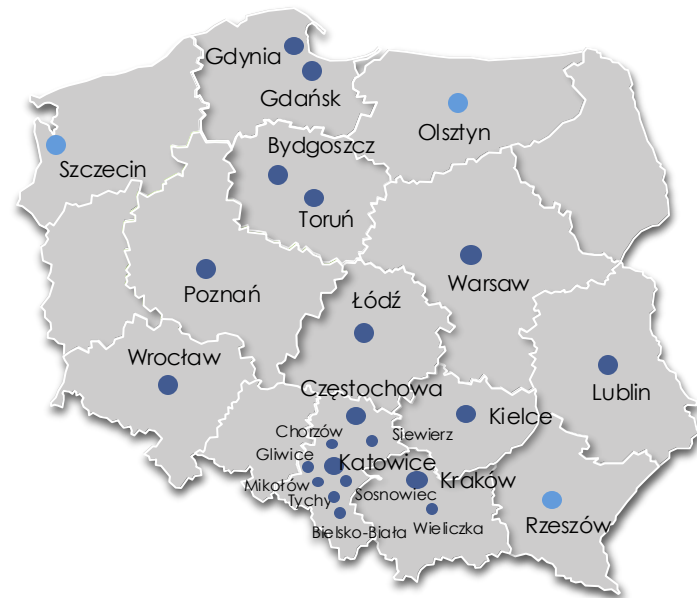 Gdynia
Gdańsk
Olsztyn
Szczecin
Bydgoszcz
Toruń
Poznań
Warsaw
Łódź
Wrocław
Lublin
Częstochowa
Kielce
Chorzów
Siewierz
Gliwice
Katowice
Mikołów
Sosnowiec
Kraków
Tychy
Wieliczka
Rzeszów
Bielsko-Biała